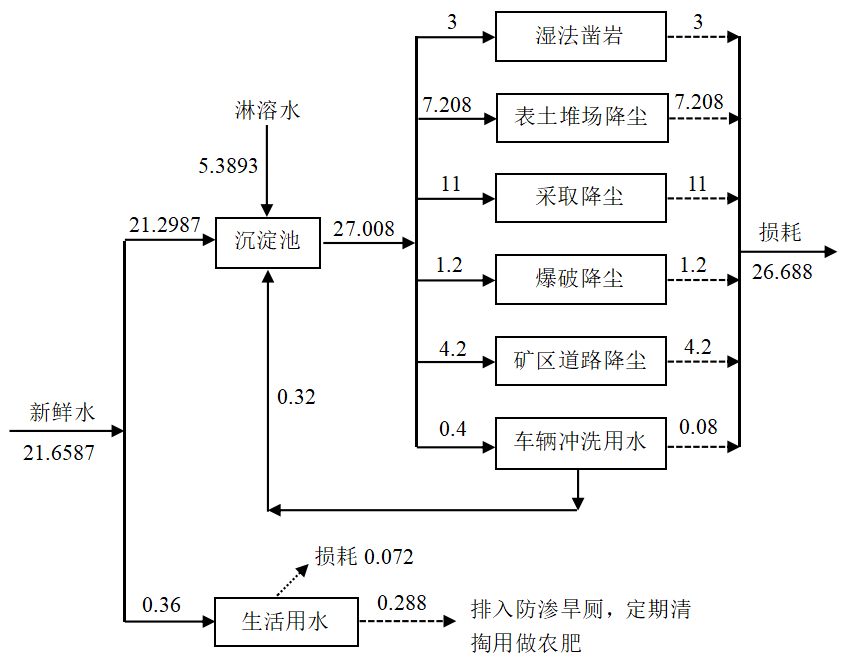 3
湿法凿岩
3
淋溶水
7.208
表土堆场降尘
7.208
5.3893
11
采取降尘
11
21.2987
沉淀池
27.008
损耗
26.688
1.2
爆破降尘
1.2
4.2
矿区道路降尘
4.2
0.32
新鲜水
21.6587
0.4
车辆冲洗用水
0.08
损耗 0.072
0.36
生活用水
0.288
排入防渗旱厕，定期清
掏用做农肥